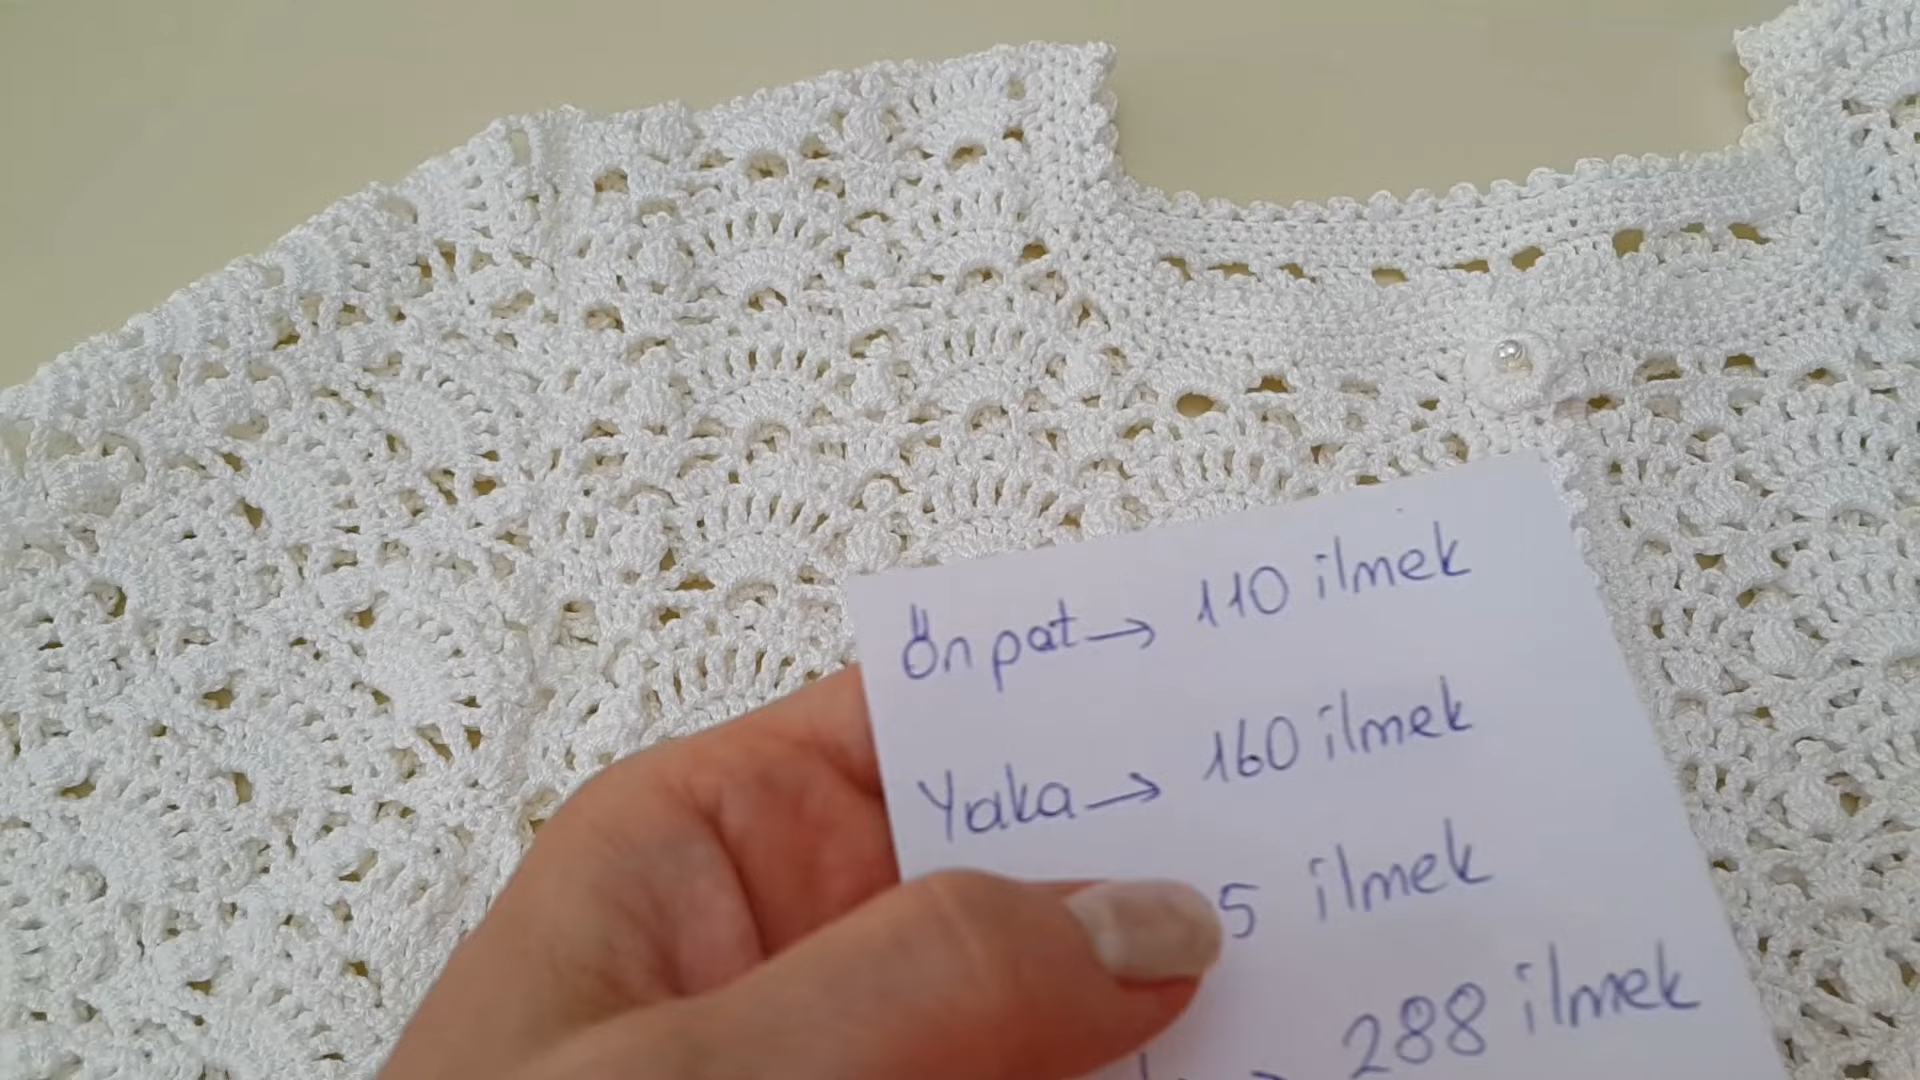 Ön pat → 110 ilmek
Yaka → 160 ilmek
5 ilmek
→ 288 ilmek